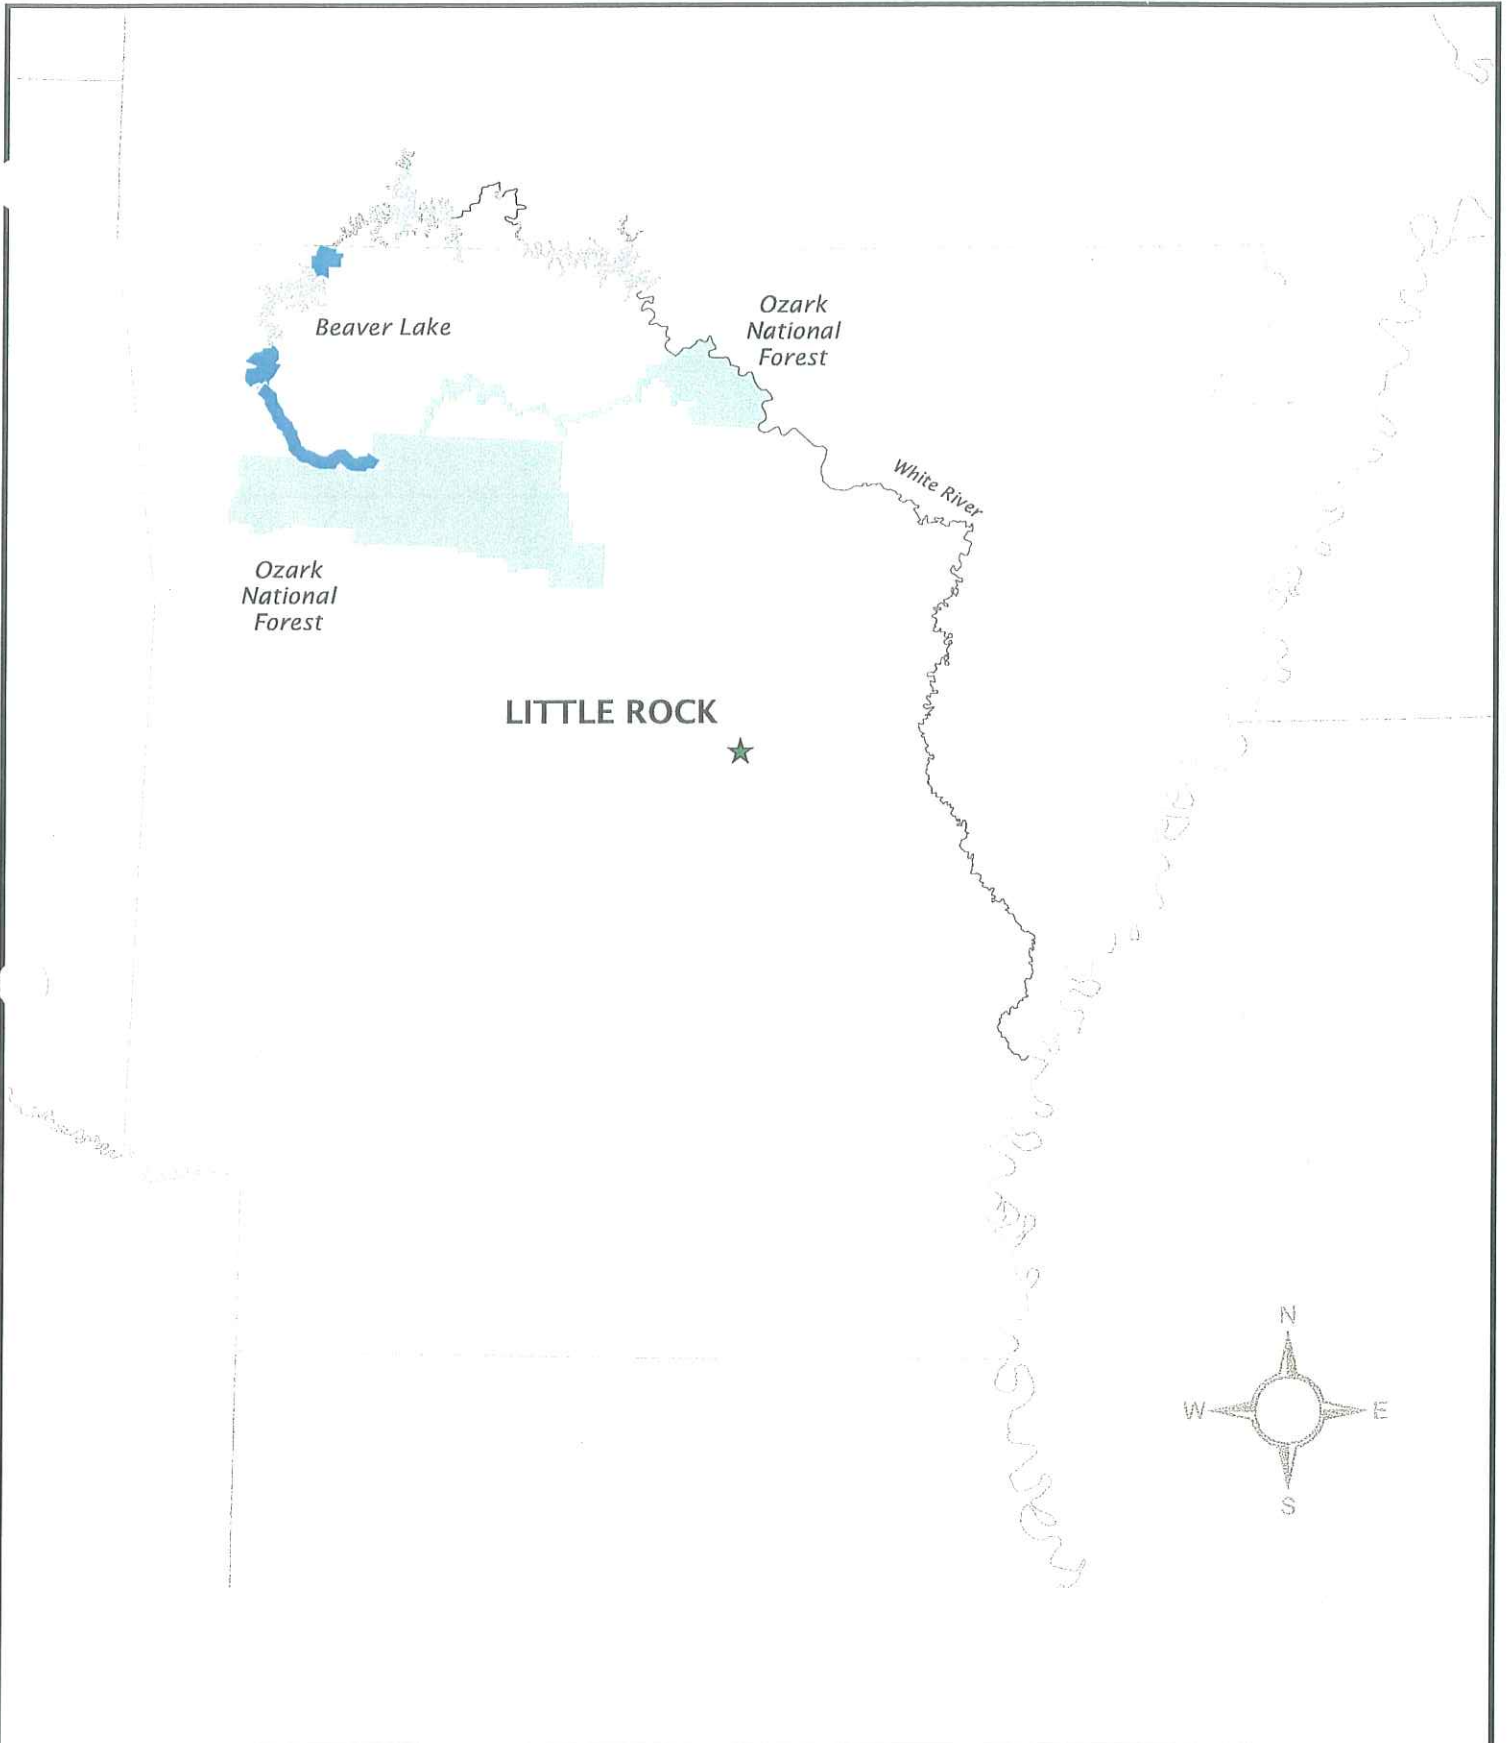 Beaver Lake
Ozark
National
Forest
White River
Ozark
National
Forest
LITTLE ROCK
N
W
E
S